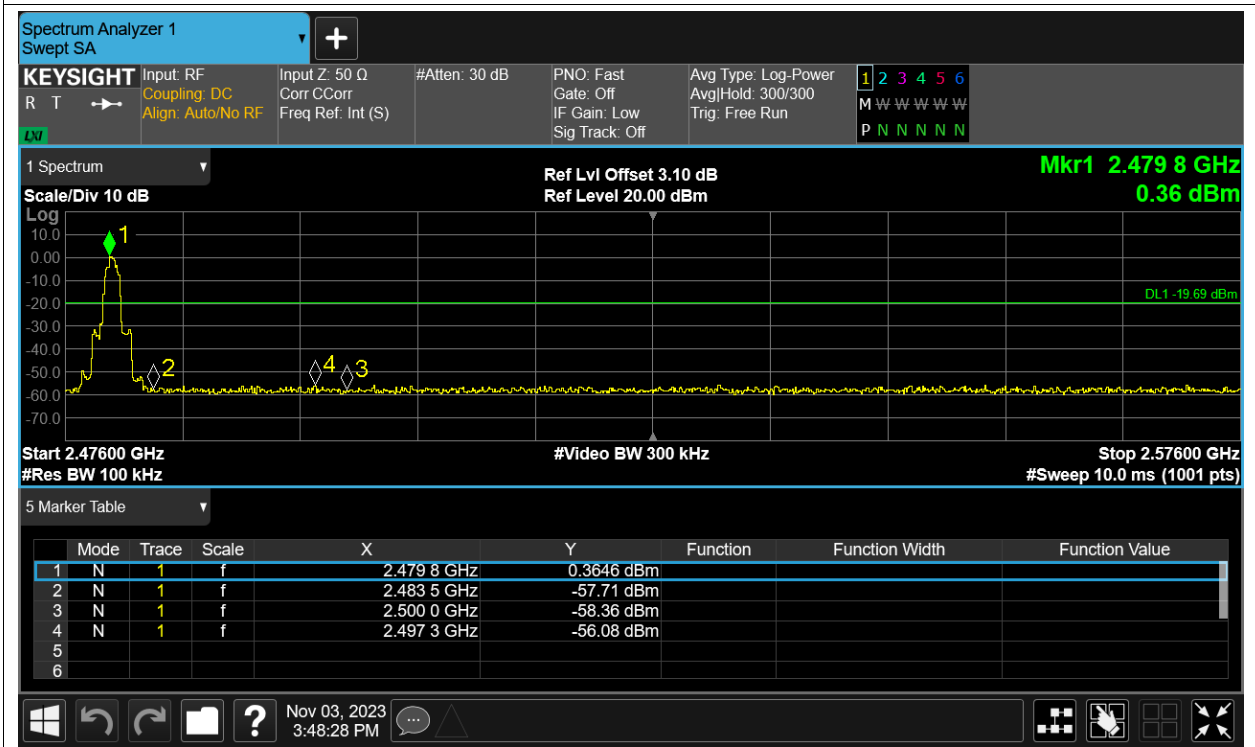 Spectrum Analyzer 1
Swept SA
+
KEYSIGHT Input: RF Input Z: 50 Ω #Atten: 30 dB PNO: Fast Avg Type: Log-Power 1 2 3 4 5 6
R T Coupling: DC Corr CCorr Gate: Off Avg|Hold: 300/300 M W W W W W
Align: Auto/No RF Freq Ref: Int (S) IF Gain: Low Trig: Free Run
LXI Sig Track: Off P N N N N N
1 Spectrum Ref Lvl Offset 3.10 dB Mkr1 2.479 8 GHz
Scale/Div 10 dB Ref Level 20.00 dBm 0.36 dBm
Log
10.0 1
0.00
-10.0
-20.0 DL1 -19.69 dBm
-30.0
-40.0
-50.0 2 4 3
-60.0
-70.0
Start 2.47600 GHz #Video BW 300 kHz Stop 2.57600 GHz
#Res BW 100 kHz #Sweep 10.0 ms (1001 pts)
5 Marker Table
Mode Trace Scale X Y Function Function Width Function Value
1 N 1 f 2.479 8 GHz 0.3646 dBm
2 N 1 f 2.483 5 GHz -57.71 dBm
3 N 1 f 2.500 0 GHz -58.36 dBm
4 N 1 f 2.497 3 GHz -56.08 dBm
5
6
? Nov 03, 2023
3:48:28 PM